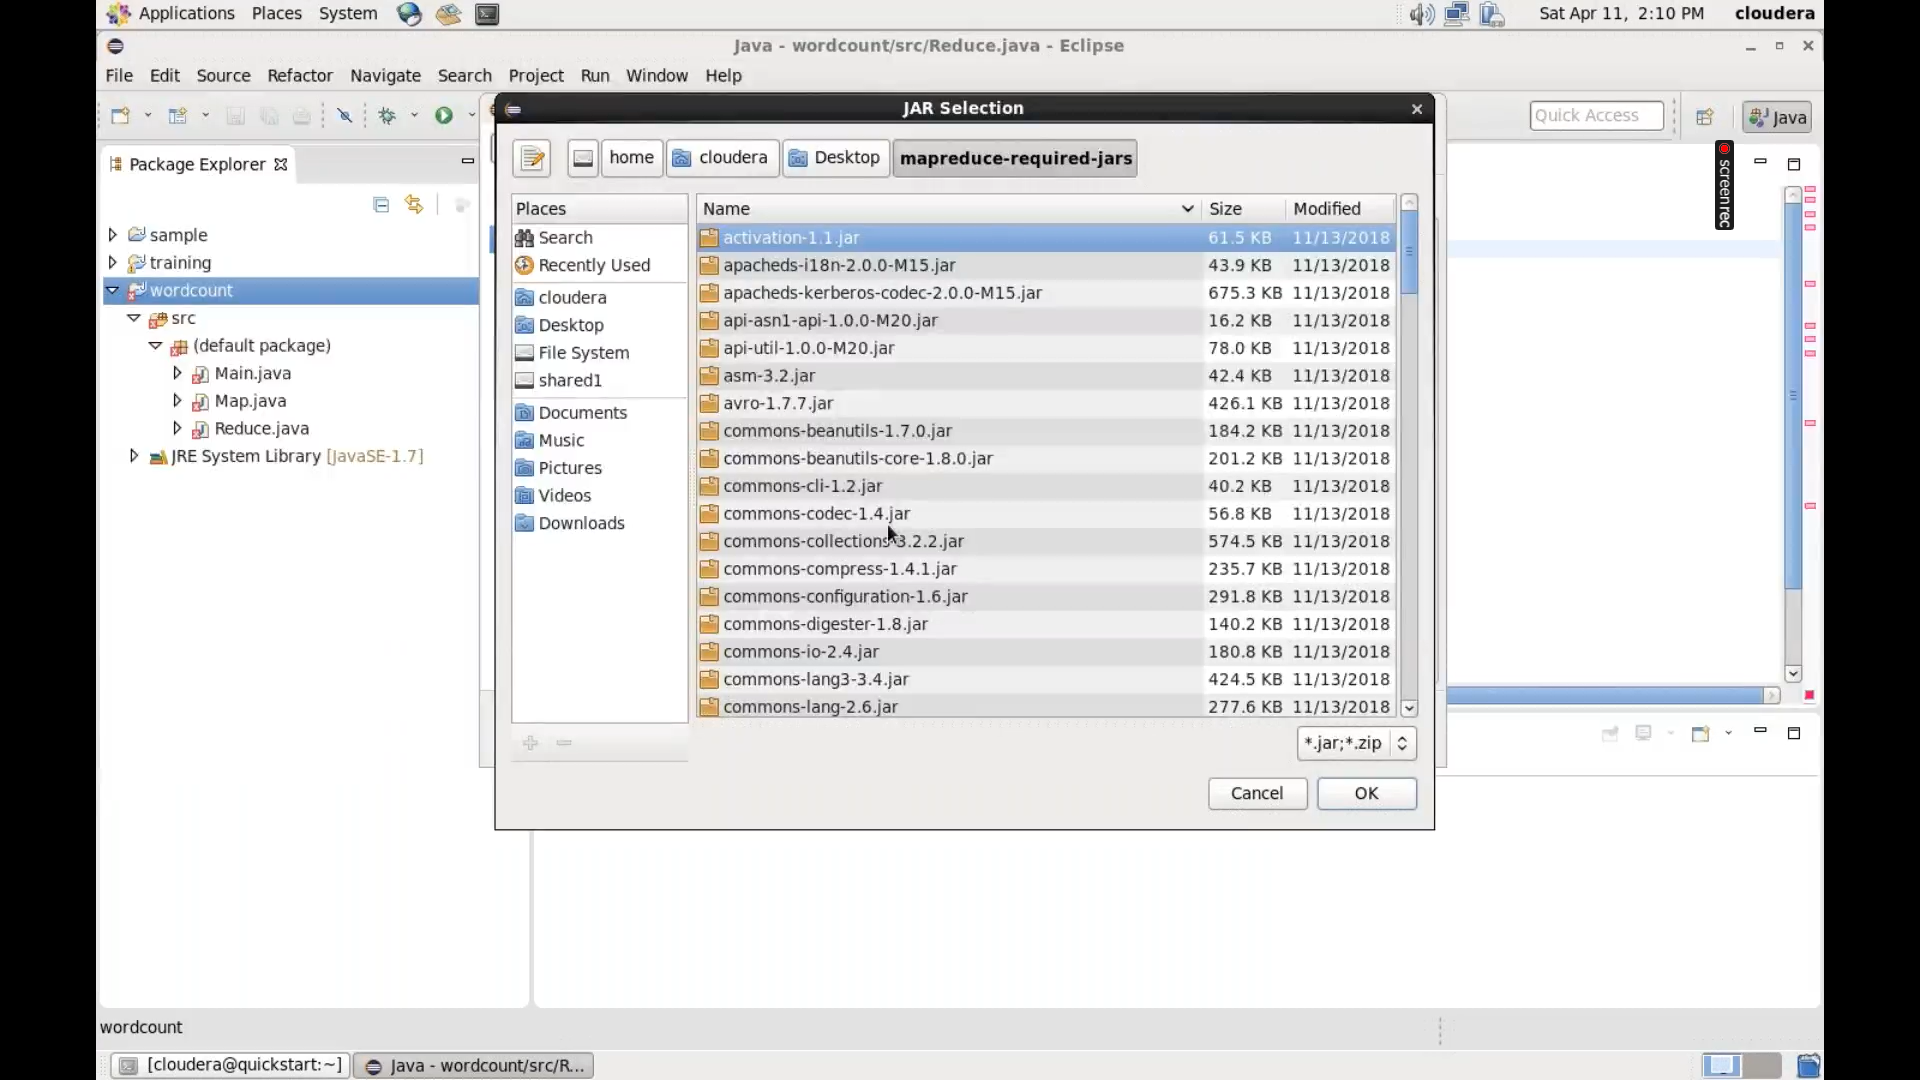 Applications Places System Sat Apr 11, 2:10 PM cloudera
Java - wordcount/src/Reduce.java - Eclipse
File Edit Source Refactor Navigate Search Project Run Window Help
Quick Access Java
JAR Selection
home cloudera Desktop mapreduce-required-jars
Package Explorer
sample
training
wordcount
src
(default package)
Main.java
Map.java
Reduce.java
JRE System Library [JavaSE-1.7]
Places
Search
Recently Used
cloudera
Desktop
File System
shared1
Documents
Music
Pictures
Videos
Downloads
Name Size Modified
activation-1.1.jar 61.5 KB 11/13/2018
apacheds-i18n-2.0.0-M15.jar 43.9 KB 11/13/2018
apacheds-kerberos-codec-2.0.0-M15.jar 675.3 KB 11/13/2018
api-asn1-api-1.0.0-M20.jar 16.2 KB 11/13/2018
api-util-1.0.0-M20.jar 78.0 KB 11/13/2018
asm-3.2.jar 42.4 KB 11/13/2018
avro-1.7.7.jar 426.1 KB 11/13/2018
commons-beanutils-1.7.0.jar 184.2 KB 11/13/2018
commons-beanutils-core-1.8.0.jar 201.2 KB 11/13/2018
commons-cli-1.2.jar 40.2 KB 11/13/2018
commons-codec-1.4.jar 56.8 KB 11/13/2018
commons-collections-3.2.2.jar 574.5 KB 11/13/2018
commons-compress-1.4.1.jar 235.7 KB 11/13/2018
commons-configuration-1.6.jar 291.8 KB 11/13/2018
commons-digester-1.8.jar 140.2 KB 11/13/2018
commons-io-2.4.jar 180.8 KB 11/13/2018
commons-lang3-3.4.jar 424.5 KB 11/13/2018
commons-lang-2.6.jar 277.6 KB 11/13/2018
*.jar;*.zip
Cancel OK
screenrec
wordcount
[cloudera@quickstart:~] Java - wordcount/src/R...